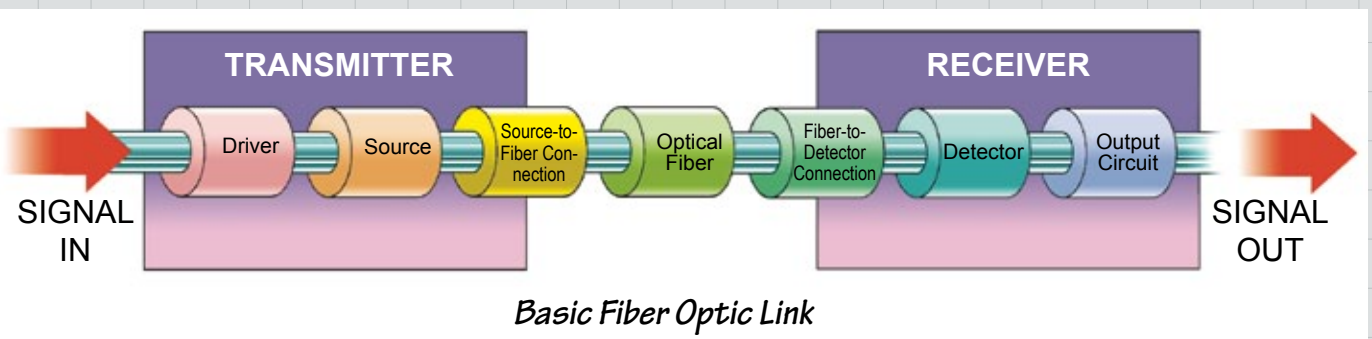 TRANSMITTER
RECEIVER
SIGNAL
IN
Driver
Source
Source-to-
Fiber Con-
nection
Optical
Fiber
Fiber-to-
Detector
Connection
Detector
Output
Circuit
SIGNAL
OUT
Basic Fiber Optic Link